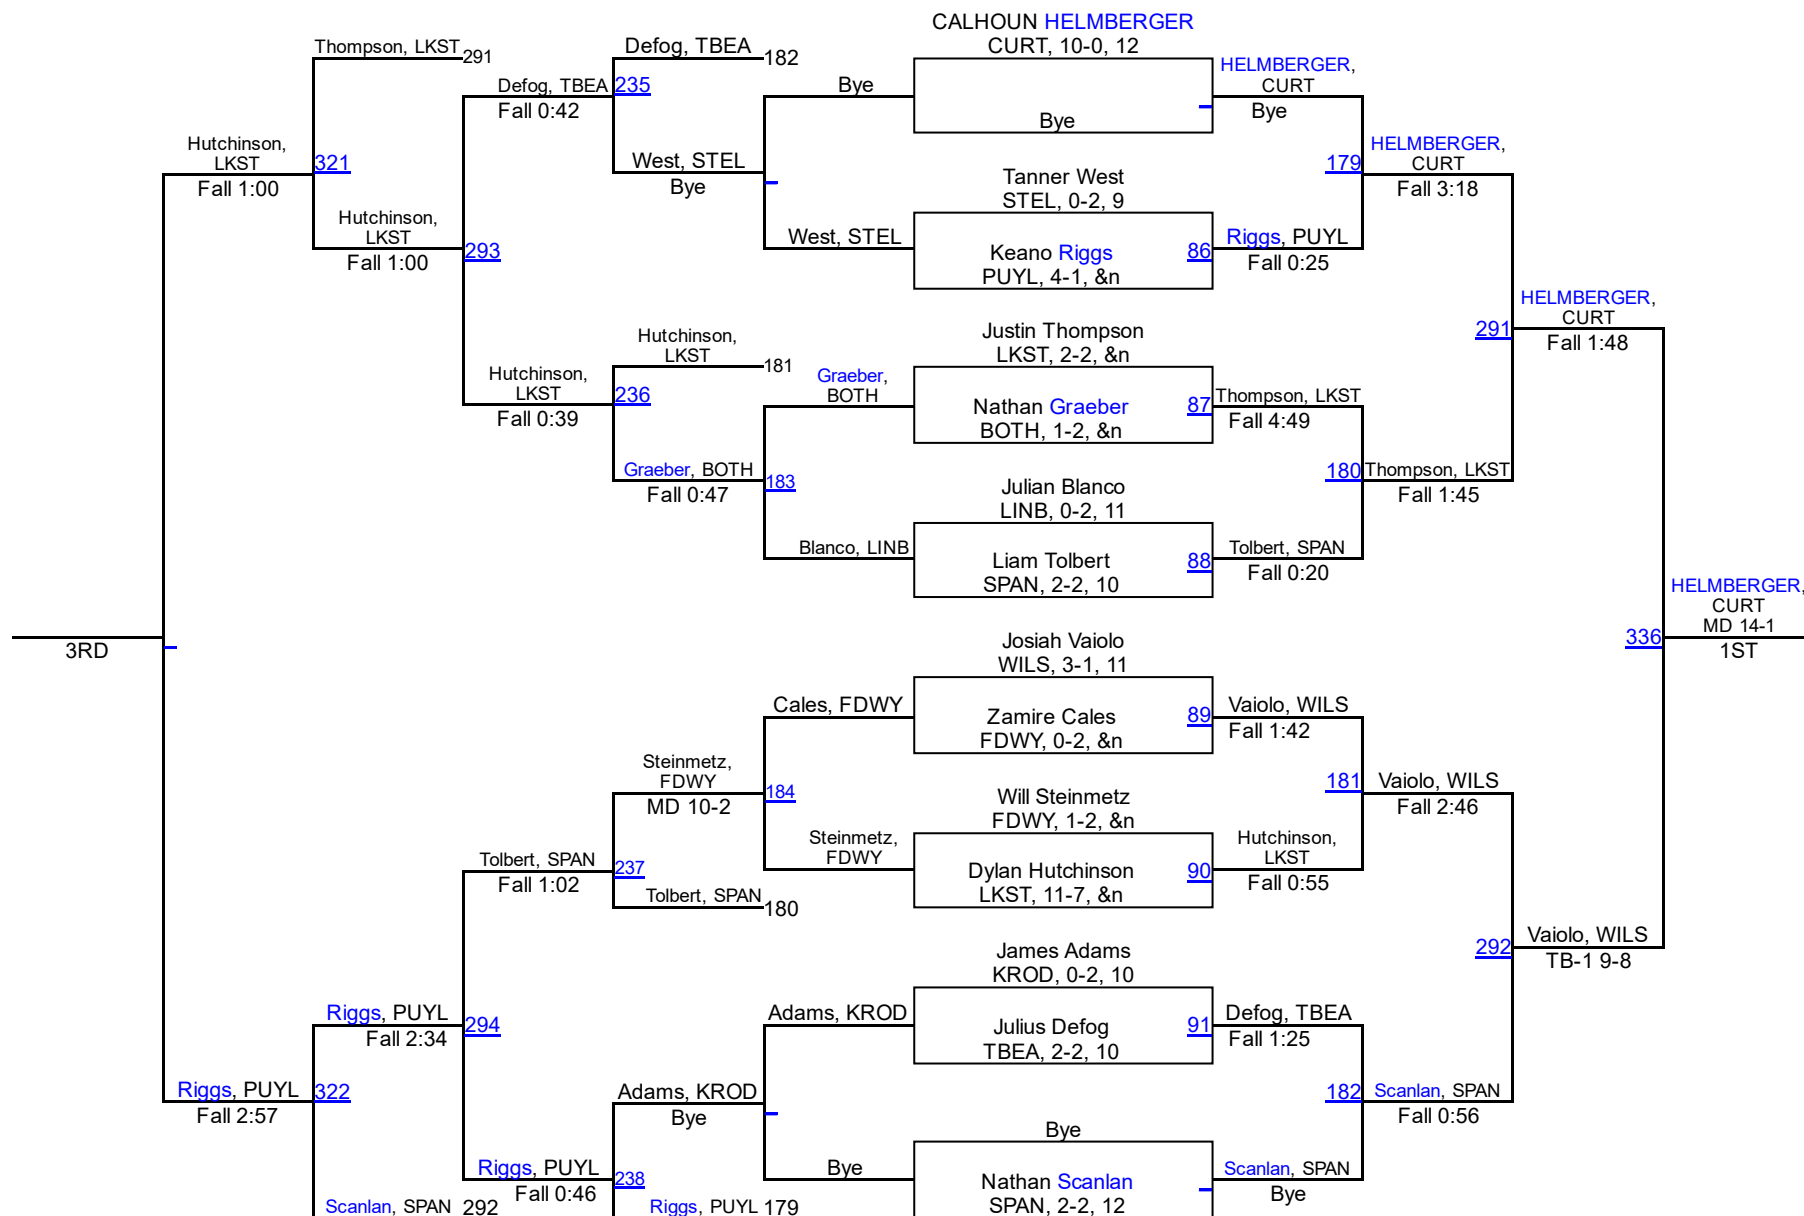 CALHOUN HELMBERGER
CURT, 10-0, 12
Bye
Tanner West
STEL, 0-2, 9
Keano Riggs
PUYL, 4-1, &n
86
Justin Thompson
LKST, 2-2, &n
Nathan Graeber
BOTH, 1-2, &n
87
Julian Blanco
LINB, 0-2, 11
Liam Tolbert
SPAN, 2-2, 10
88
Josiah Vaiolo
WILS, 3-1, 11
Zamire Cales
FDWY, 0-2, &n
89
Will Steinmetz
FDWY, 1-2, &n
Dylan Hutchinson
LKST, 11-7, &n
90
James Adams
KROD, 0-2, 10
Julius Defog
TBEA, 2-2, 10
91
Bye
Nathan Scanlan
SPAN, 2-2, 12
HELMBERGER,
CURT
Bye
179
Riggs, PUYL
Fall 0:25
Thompson, LKST
Fall 4:49
180
Tolbert, SPAN
Fall 0:20
Vaiolo, WILS
Fall 1:42
181
Hutchinson,
LKST
Fall 0:55
Defog, TBEA
Fall 1:25
182
Scanlan, SPAN
Bye
HELMBERGER,
CURT
Fall 3:18
291
Thompson, LKST
Fall 1:45
Vaiolo, WILS
Fall 2:46
292
Scanlan, SPAN
Fall 0:56
HELMBERGER,
CURT
Fall 1:48
336
Vaiolo, WILS
TB-1 9-8
HELMBERGER,
CURT
MD 14-1
1ST
Bye
West, STEL
Graeber,
BOTH
183
Blanco, LINB
Cales, FDWY
184
Steinmetz,
FDWY
Adams, KROD
Bye
Defog, TBEA
182
235
West, STEL
Bye
Hutchinson,
LKST
181
236
Graeber, BOTH
Fall 0:47
Steinmetz,
FDWY
MD 10-2
237
Tolbert, SPAN
180
Adams, KROD
Bye
238
Riggs, PUYL 179
Defog, TBEA
Fall 0:42
293
Hutchinson,
LKST
Fall 0:39
Tolbert, SPAN
Fall 1:02
294
Riggs, PUYL
Fall 0:46
Thompson, LKST
291
321
Hutchinson,
LKST
Fall 1:00
Riggs, PUYL
Fall 2:34
322
Scanlan, SPAN 292
Hutchinson,
LKST
Fall 1:00
Riggs, PUYL
Fall 2:57
3RD